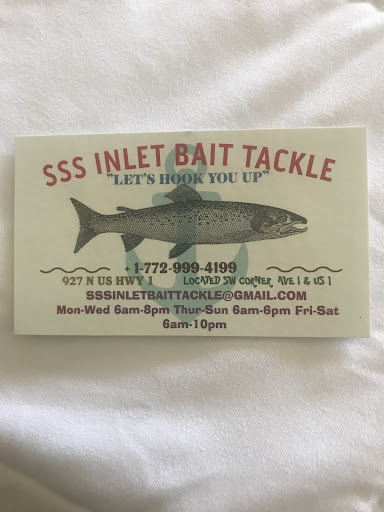 SSS INLET BAIT TACKLE
"LET'S HOOK YOU UP"
1-772-999-4199
927 N US HWY 1 LOCATED SW CORNER, AVE I & US 1
SSSINLETBAITTACKLE@GMAIL.COM
Mon-Wed 6am-8pm Thur-Sun 6am-6pm Fri-Sat
6am-10pm